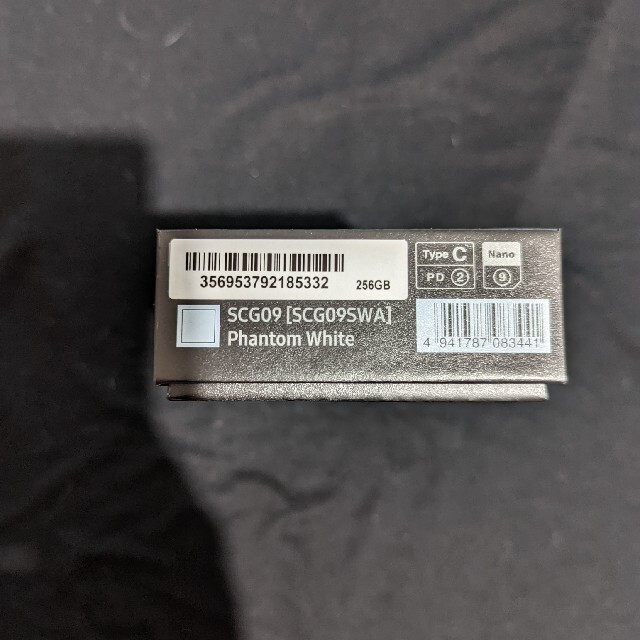 356953792185332
256GB
Type C
PD 2
Nano
9
SCG09 [SCG09SWA]
Phantom White
4 941787 083441